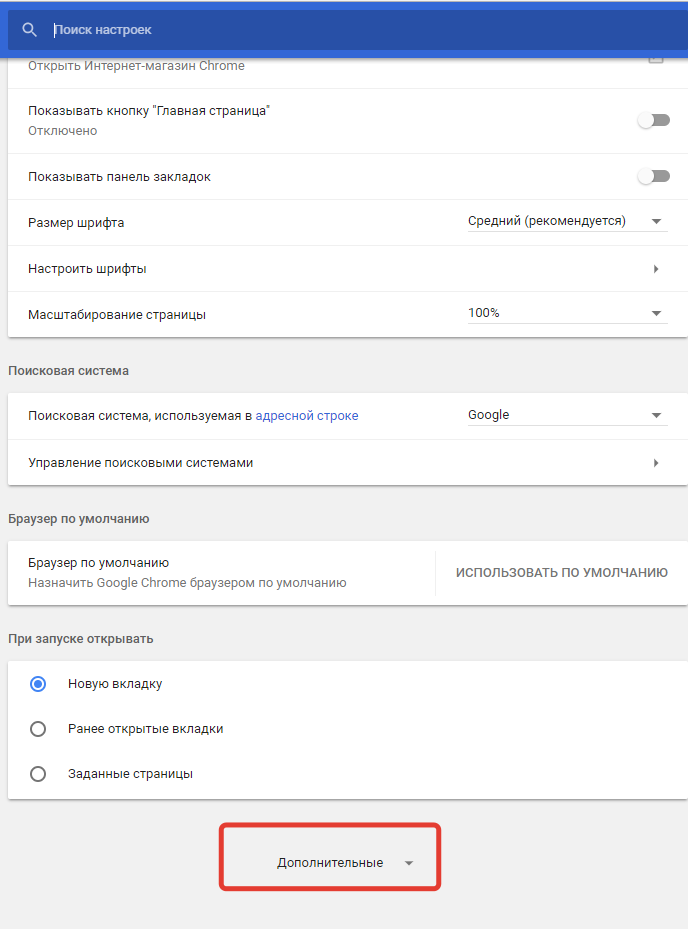 Поиск настроек
Открыть Интернет-магазин Chrome
Показывать кнопку "Главная страница"
Отключено
Показывать панель закладок
Размер шрифта
Средний (рекомендуется)
Настроить шрифты
Масштабирование страницы
100%
Поисковая система
Поисковая система, используемая в адресной строке
Google
Управление поисковыми системами
Браузер по умолчанию
Браузер по умолчанию
Назначить Google Chrome браузером по умолчанию
ИСПОЛЬЗОВАТЬ ПО УМОЛЧАНИЮ
При запуске открывать
Новую вкладку
Ранее открытые вкладки
Заданные страницы
Дополнительные